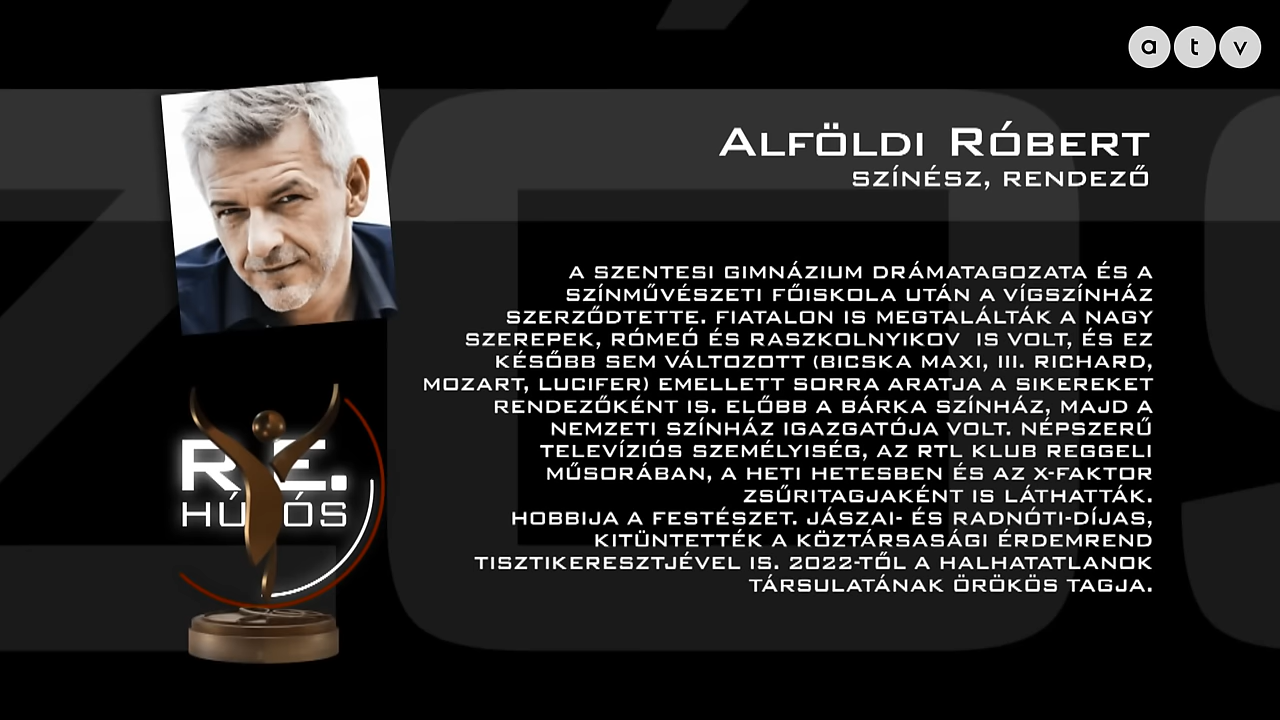 atv
Alföldi Róbert
színész, rendező
A SZENTESI GIMNÁZIUM DRÁMATAGOZATA ÉS A
SZÍNMŰVÉSZETI FŐISKOLA UTÁN A VÍGSZÍNHÁZ
SZERZŐDTETTE. FIATALON IS MEGTALÁLTÁK A NAGY
SZEREPEK, RÓMEÓ ÉS RASZKOLNYIKOV IS VOLT, ÉS EZ
KÉSŐBB SEM VÁLTOZOTT (BICSKA MAXI, III. RICHARD,
MOZART, LUCIFER) EMELLETT SORRA ARATJA A SIKEREKET
RENDEZŐKÉNT IS. ELŐBB A BÁRKA SZÍNHÁZ, MAJD A
NEMZETI SZÍNHÁZ IGAZGATÓJA VOLT. NÉPSZERŰ
TELEVÍZIÓS SZEMÉLYISÉG, AZ RTL KLUB REGGELI
MŰSORÁBAN, A HETI HETESBEN ÉS AZ X-FAKTOR
ZSŰRITAGJAKÉNT IS LÁTHATTÁK.
HOBBIJA A FESTÉSZET. JÁSZAI- ÉS RADNÓTI-DÍJAS,
KITÜNTETTÉK A KÖZTÁRSASÁGI ÉRDEMREND
TISZTIKERESZTJÉVEL IS. 2022-TŐL A HALHATATLANOK
TÁRSULATÁNAK ÖRÖKÖS TAGJA.